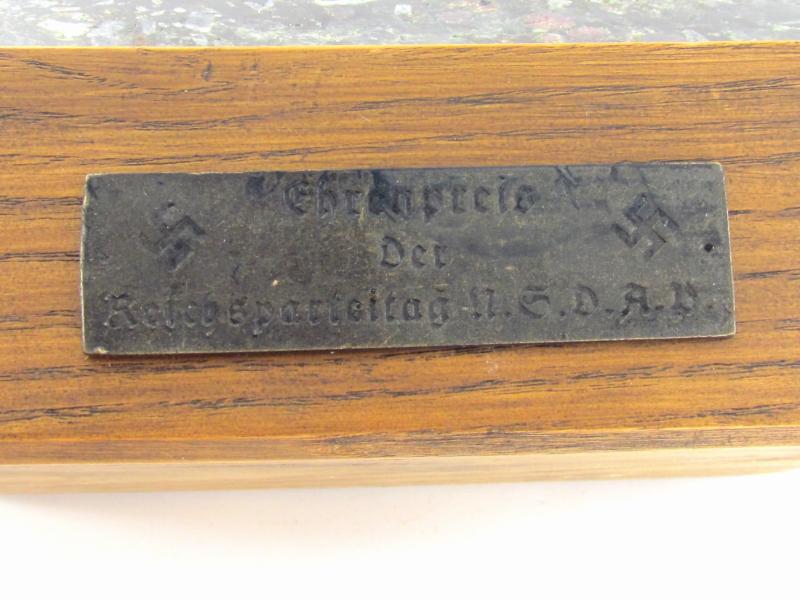 Ehrenpreis
Der
Reichsparteitag N.S.D.A.P.